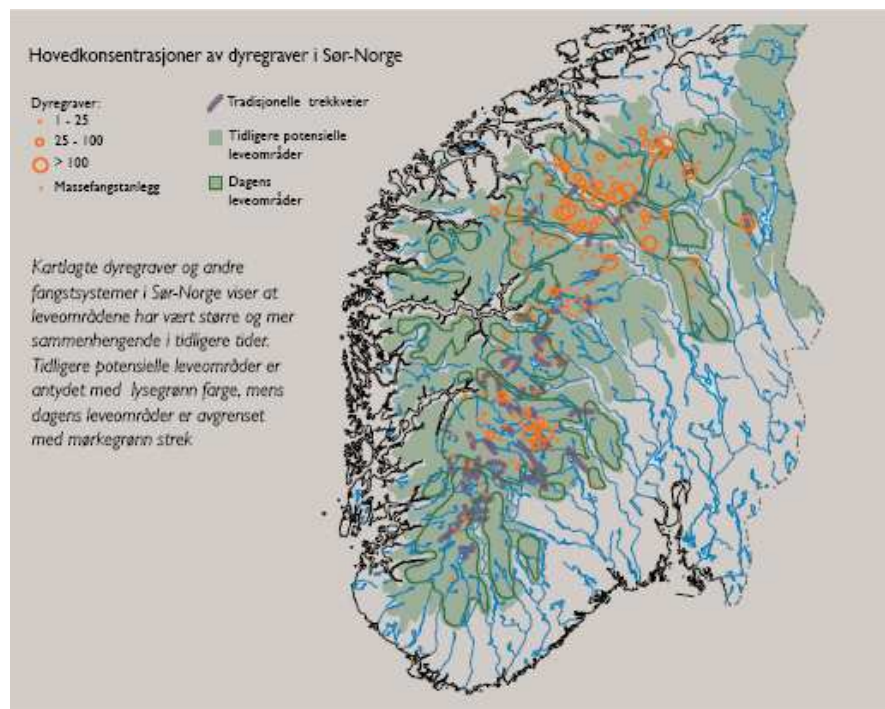 Hovedkonsentrasjoner av dyregraver i Sør-Norge
Dyregraver:
1 - 25
25 - 100
> 100
Massefangstanlegg
Tradisjonelle trekkveier
Tidligere potensielle
leveområder
Dagens
leveområder
Kartlagte dyregraver og andre
fangstsystemer i Sør-Norge viser at
leveområdene har vært større og mer
sammenhengende i tidligere tider.
Tidligere potensielle leveområder er
antydet med lysegrønn farge, mens
dagens leveområder er avgrenset
med mørkegrønn strek